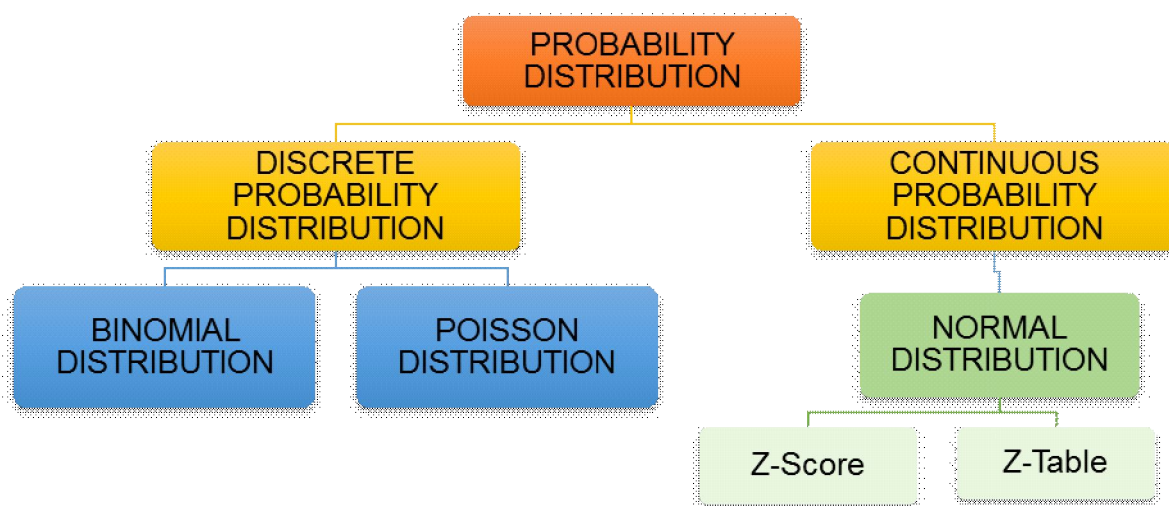 PROBABILITY
DISTRIBUTION
DISCRETE
PROBABILITY
DISTRIBUTION
CONTINUOUS
PROBABILITY
DISTRIBUTION
BINOMIAL
DISTRIBUTION
POISSON
DISTRIBUTION
NORMAL
DISTRIBUTION
Z-Score
Z-Table